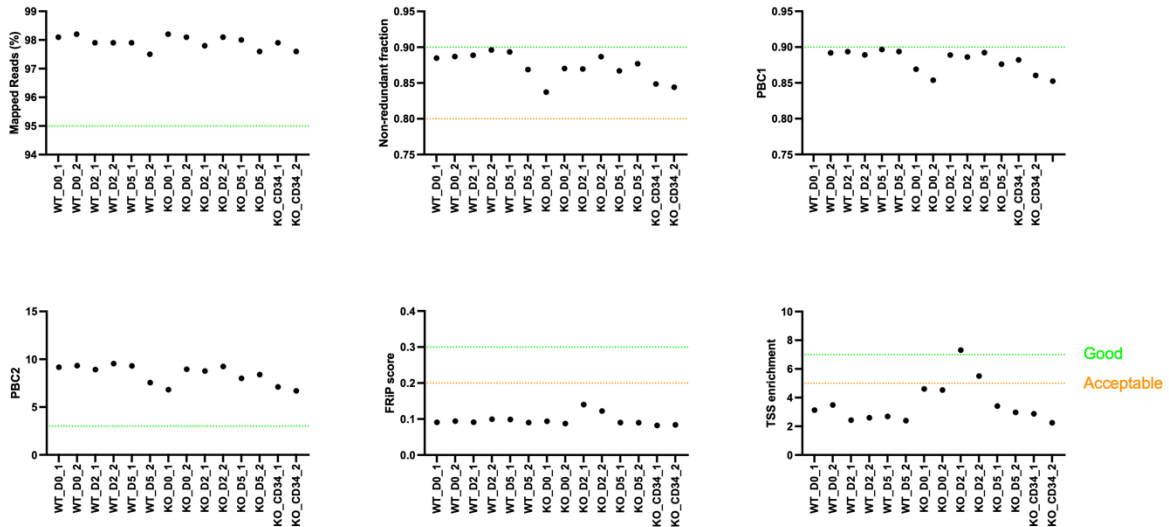 Mapped Reads (%)
99
98
97
96
95
94
WT_D0_1
WT_D0_2
WT_D2_1
WT_D2_2
WT_D5_1
WT_D5_2
KO_D0_1
KO_D0_2
KO_D2_1
KO_D2_2
KO_D5_1
KO_D5_2
KO_CD34_1
KO_CD34_2
Non-redundant fraction
0.95
0.90
0.85
0.80
0.75
WT_D0_1
WT_D0_2
WT_D2_1
WT_D2_2
WT_D5_1
WT_D5_2
KO_D0_1
KO_D0_2
KO_D2_1
KO_D2_2
KO_D5_1
KO_D5_2
KO_CD34_1
KO_CD34_2
PBC1
0.95
0.90
0.85
0.80
0.75
WT_D0_1
WT_D0_2
WT_D2_1
WT_D2_2
WT_D5_1
WT_D5_2
KO_D0_1
KO_D0_2
KO_D2_1
KO_D2_2
KO_D5_1
KO_D5_2
KO_CD34_1
KO_CD34_2
PBC2
15
10
5
0
WT_D0_1
WT_D0_2
WT_D2_1
WT_D2_2
WT_D5_1
WT_D5_2
KO_D0_1
KO_D0_2
KO_D2_1
KO_D2_2
KO_D5_1
KO_D5_2
KO_CD34_1
KO_CD34_2
FRiP score
0.4
0.3
0.2
0.1
0.0
WT_D0_1
WT_D0_2
WT_D2_1
WT_D2_2
WT_D5_1
WT_D5_2
KO_D0_1
KO_D0_2
KO_D2_1
KO_D2_2
KO_D5_1
KO_D5_2
KO_CD34_1
KO_CD34_2
TSS enrichment
10
8
6
4
2
0
WT_D0_1
WT_D0_2
WT_D2_1
WT_D2_2
WT_D5_1
WT_D5_2
KO_D0_1
KO_D0_2
KO_D2_1
KO_D2_2
KO_D5_1
KO_D5_2
KO_CD34_1
KO_CD34_2
Good
Acceptable